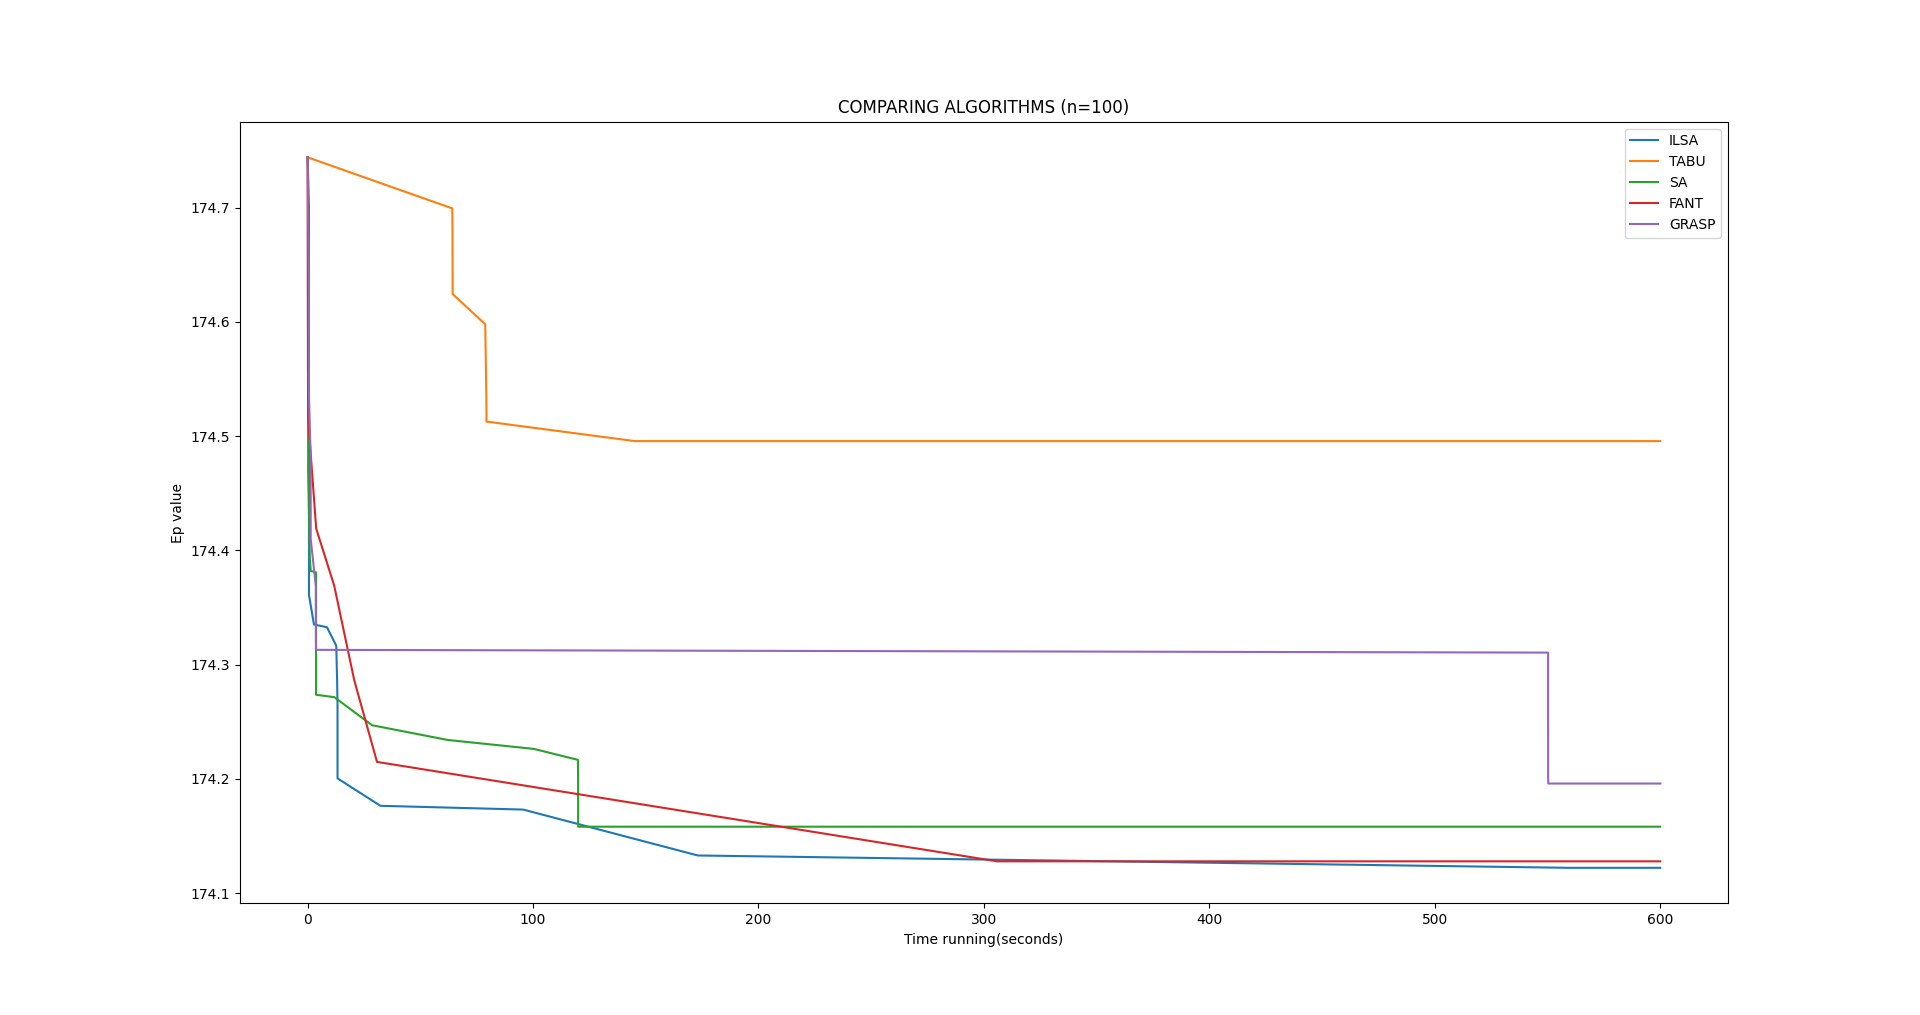 COMPARING ALGORITHMS (n=100)
ILSA
TABU
SA
FANT
GRASP
174.7
174.6
174.5
174.4
174.3
174.2
174.1
Ep value
0 100 200 300 400 500 600
Time running(seconds)